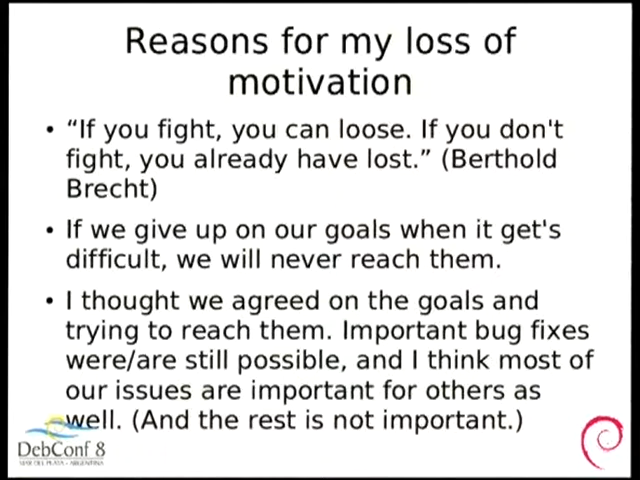 Reasons for my loss of
motivation
• “If you fight, you can loose. If you don't
fight, you already have lost.” (Berthold
Brecht)
• If we give up on our goals when it get's
difficult, we will never reach them.
• I thought we agreed on the goals and
trying to reach them. Important bug fixes
were/are still possible, and I think most of
our issues are important for others as
well. (And the rest is not important.)
DebConf 8
MAR DEL PLATA - ARGENTINA